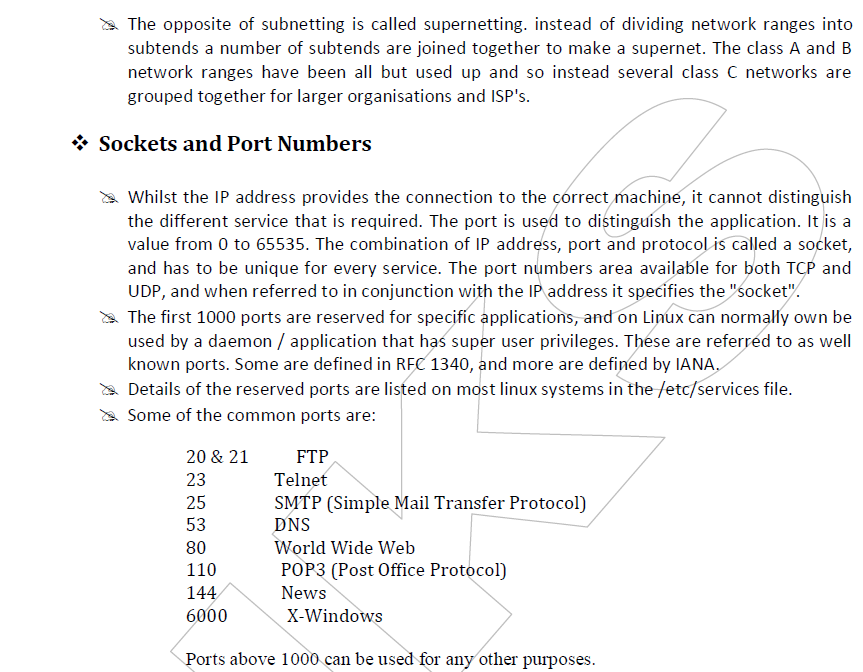 The opposite of subnetting is called supernetting. instead of dividing network ranges into
subtends a number of subtends are joined together to make a supernet. The class A and B
network ranges have been all but used up and so instead several class C networks are
grouped together for larger organisations and ISP's.
Sockets and Port Numbers
Whilst the IP address provides the connection to the correct machine, it cannot distinguish
the different service that is required. The port is used to distinguish the application. It is a
value from 0 to 65535. The combination of IP address, port and protocol is called a socket,
and has to be unique for every service. The port numbers area available for both TCP and
UDP, and when referred to in conjunction with the IP address it specifies the "socket".
The first 1000 ports are reserved for specific applications, and on Linux can normally own be
used by a daemon / application that has super user privileges. These are referred to as well
known ports. Some are defined in RFC 1340, and more are defined by IANA.
Details of the reserved ports are listed on most linux systems in the /etc/services file.
Some of the common ports are:
20 & 21 FTP
23 Telnet
25 SMTP (Simple Mail Transfer Protocol)
53 DNS
80 World Wide Web
110 POP3 (Post Office Protocol)
144 News
6000 X-Windows
Ports above 1000 can be used for any other purposes.